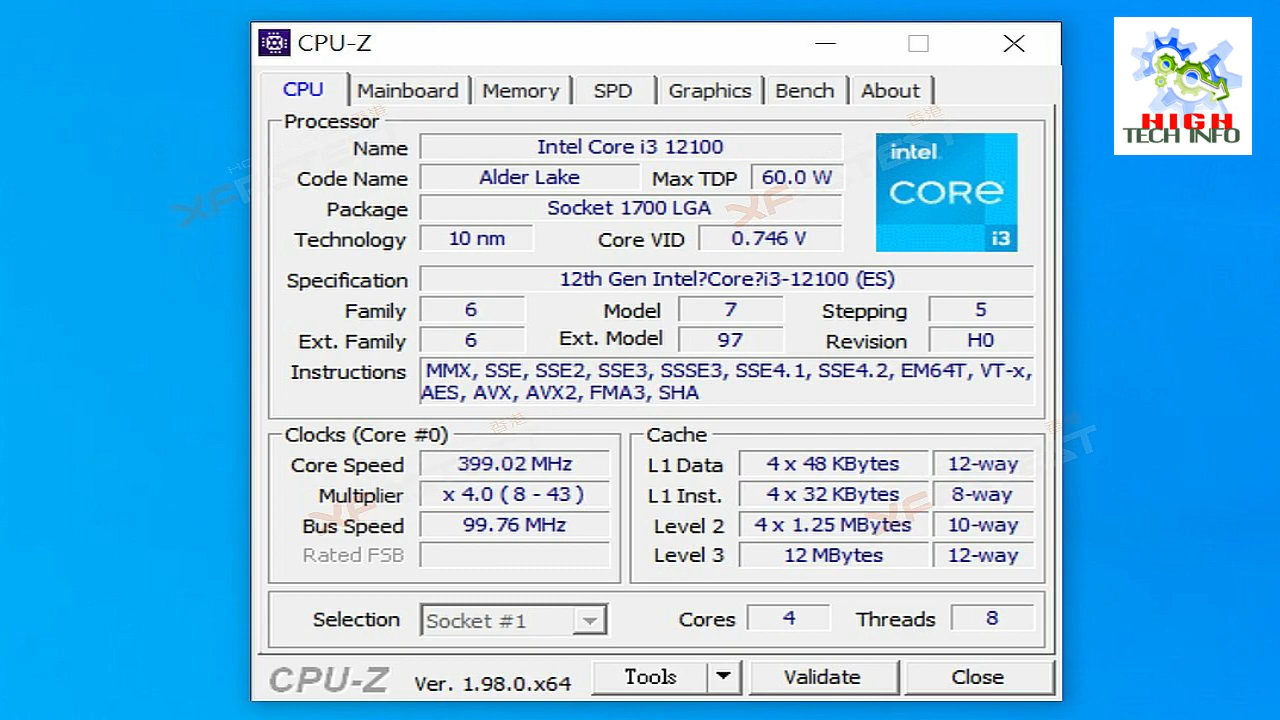 CPU-Z
CPU Mainboard Memory SPD Graphics Bench About
Processor
Name Intel Core i3 12100
Code Name Alder Lake Max TDP 60.0 W
Package Socket 1700 LGA
Technology 10 nm Core VID 0.746 V
intel
CORE
i3
Specification 12th Gen Intel?Core?i3-12100 (ES)
Family 6 Model 7 Stepping 5
Ext. Family 6 Ext. Model 97 Revision H0
Instructions MMX, SSE, SSE2, SSE3, SSSE3, SSE4.1, SSE4.2, EM64T, VT-x,
AES, AVX, AVX2, FMA3, SHA
Clocks (Core #0)
Core Speed 399.02 MHz
Multiplier x 4.0 ( 8 - 43 )
Bus Speed 99.76 MHz
Rated FSB
Cache
L1 Data 4 x 48 KBytes 12-way
L1 Inst. 4 x 32 KBytes 8-way
Level 2 4 x 1.25 MBytes 10-way
Level 3 12 MBytes 12-way
Selection Socket #1 Cores 4 Threads 8
CPU-Z Ver. 1.98.0.x64 Tools Validate Close
HIGH
TECH INFO